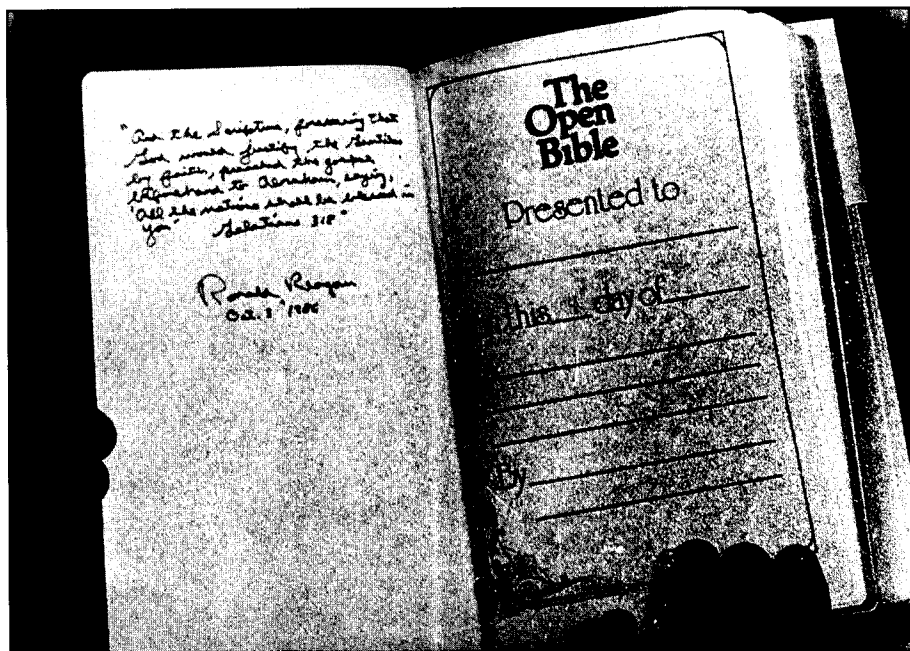 "And the Scripture, foreseeing that
God would justify the Gentiles
by faith, preached the gospel
beforehand to Abraham, saying,
'All the nations shall be blessed in
you' Galatians 3:8"
Ronald Reagan
Oct. 3 1986
The
Open
Bible
Presented to
this day of
By